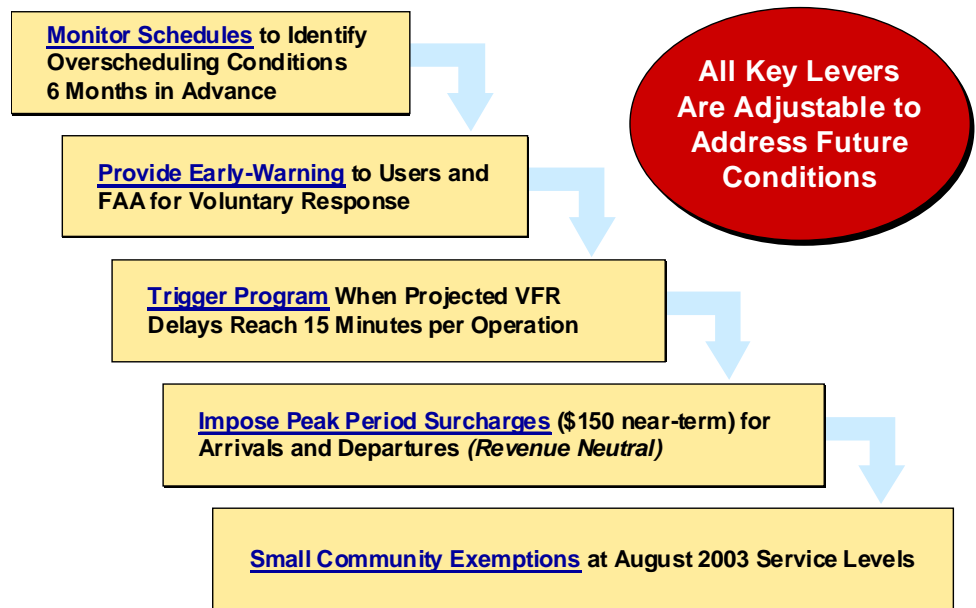 Monitor Schedules to Identify
Overscheduling Conditions
6 Months in Advance
All Key Levers
Are Adjustable to
Address Future
Conditions
Provide Early-Warning to Users and
FAA for Voluntary Response
Trigger Program When Projected VFR
Delays Reach 15 Minutes per Operation
Impose Peak Period Surcharges ($150 near-term) for
Arrivals and Departures (Revenue Neutral)
Small Community Exemptions at August 2003 Service Levels